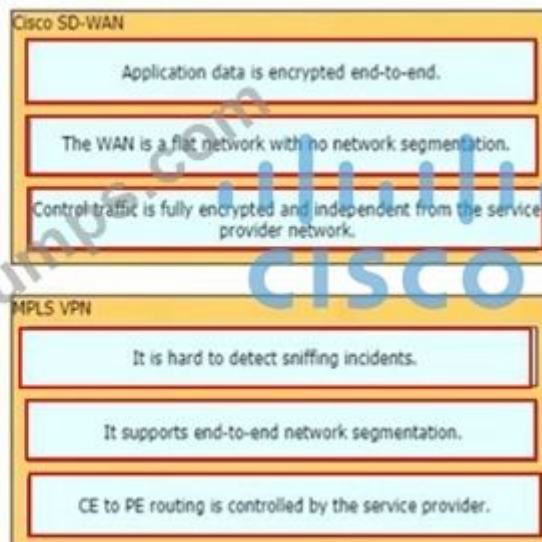 Cisco SD-WAN
Application data is encrypted end-to-end.
The WAN is a flat network with no network segmentation.
Control traffic is fully encrypted and independent from the service
provider network.
umps.com
CISCO
MPLS VPN
It is hard to detect sniffing incidents.
It supports end-to-end network segmentation.
CE to PE routing is controlled by the service provider.